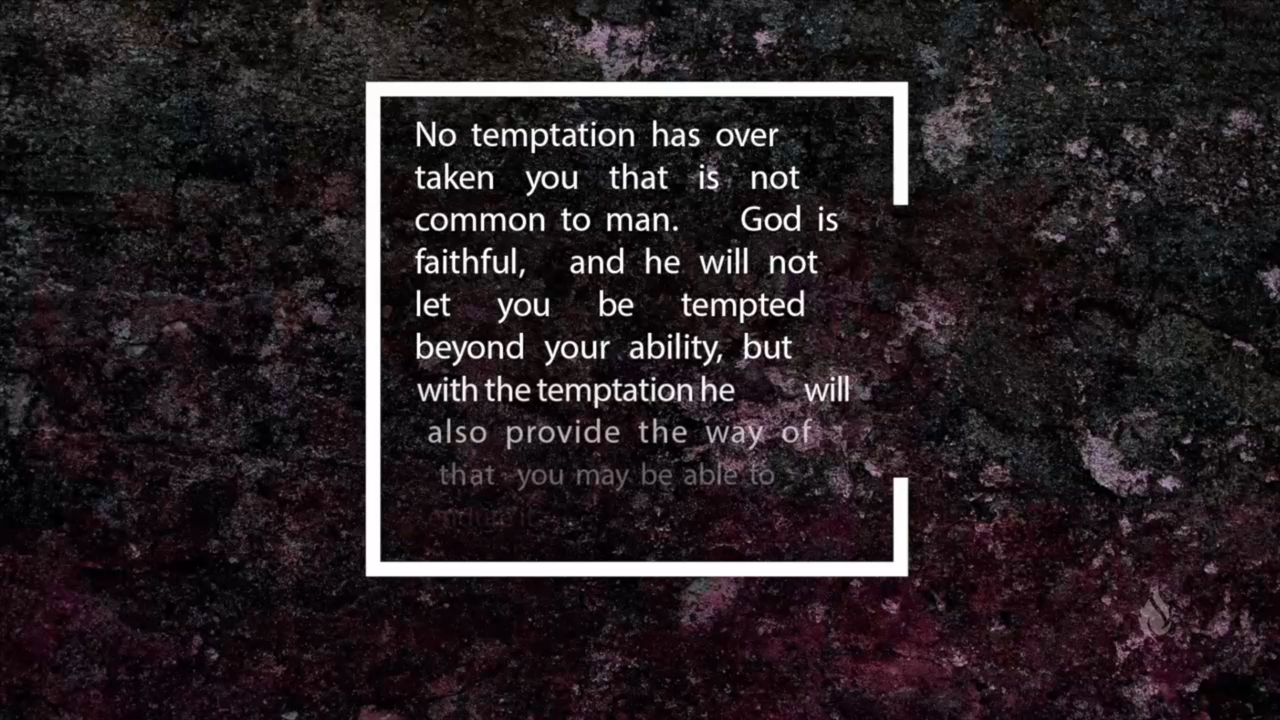 No temptation has over
taken you that is not
common to man. God is
faithful, and he will not
let you be tempted
beyond your ability, but
with the temptation he will
also provide the way of
that you may be able to